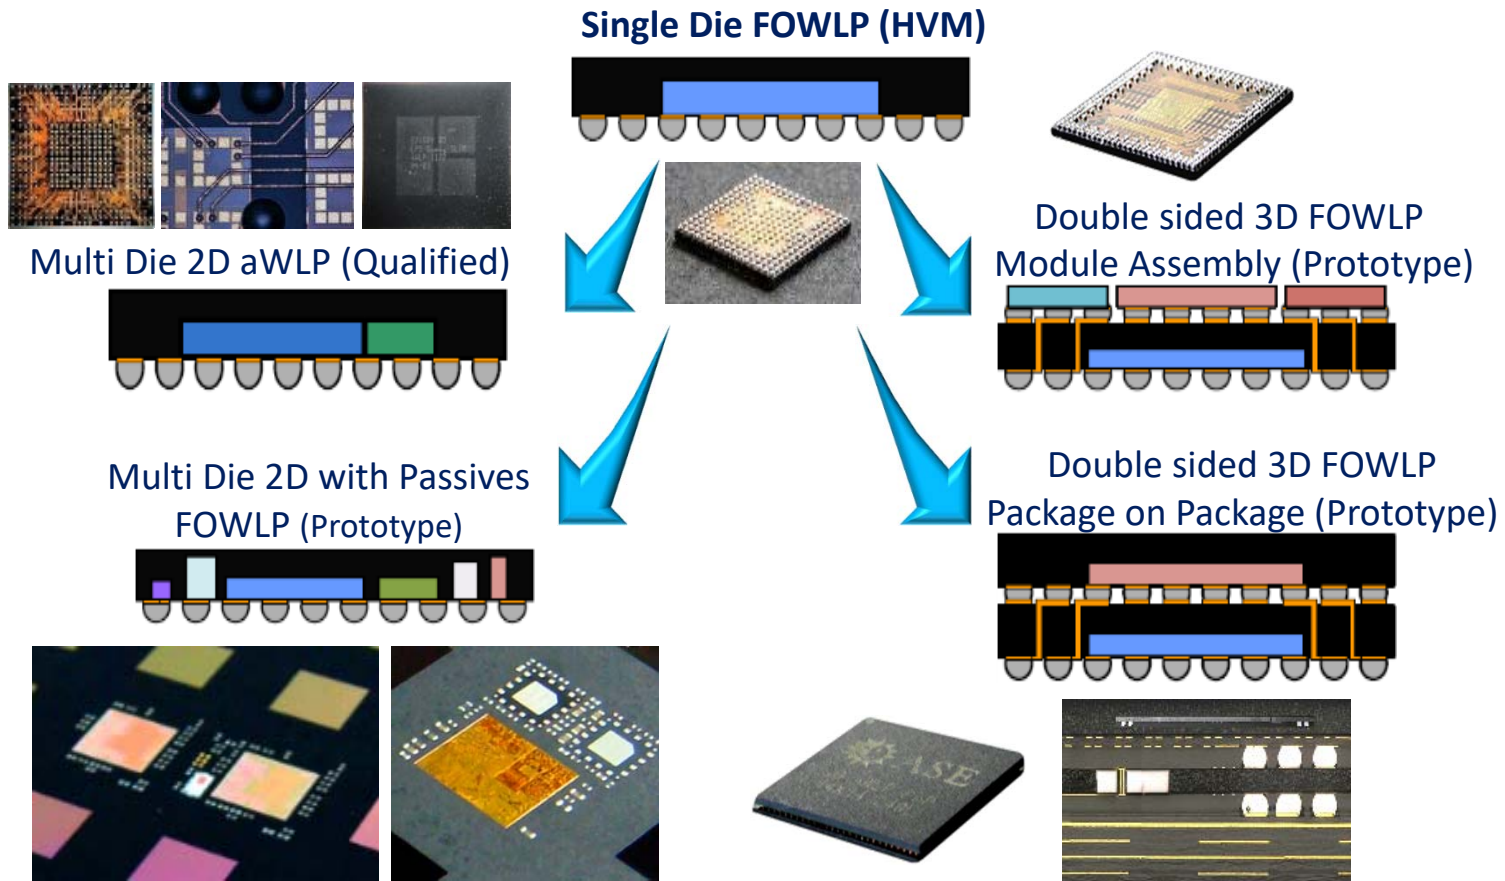 Single Die FOWLP (HVM)
Multi Die 2D aWLP (Qualified)
Double sided 3D FOWLP
Module Assembly (Prototype)
Multi Die 2D with Passives
FOWLP (Prototype)
Double sided 3D FOWLP
Package on Package (Prototype)
ASE